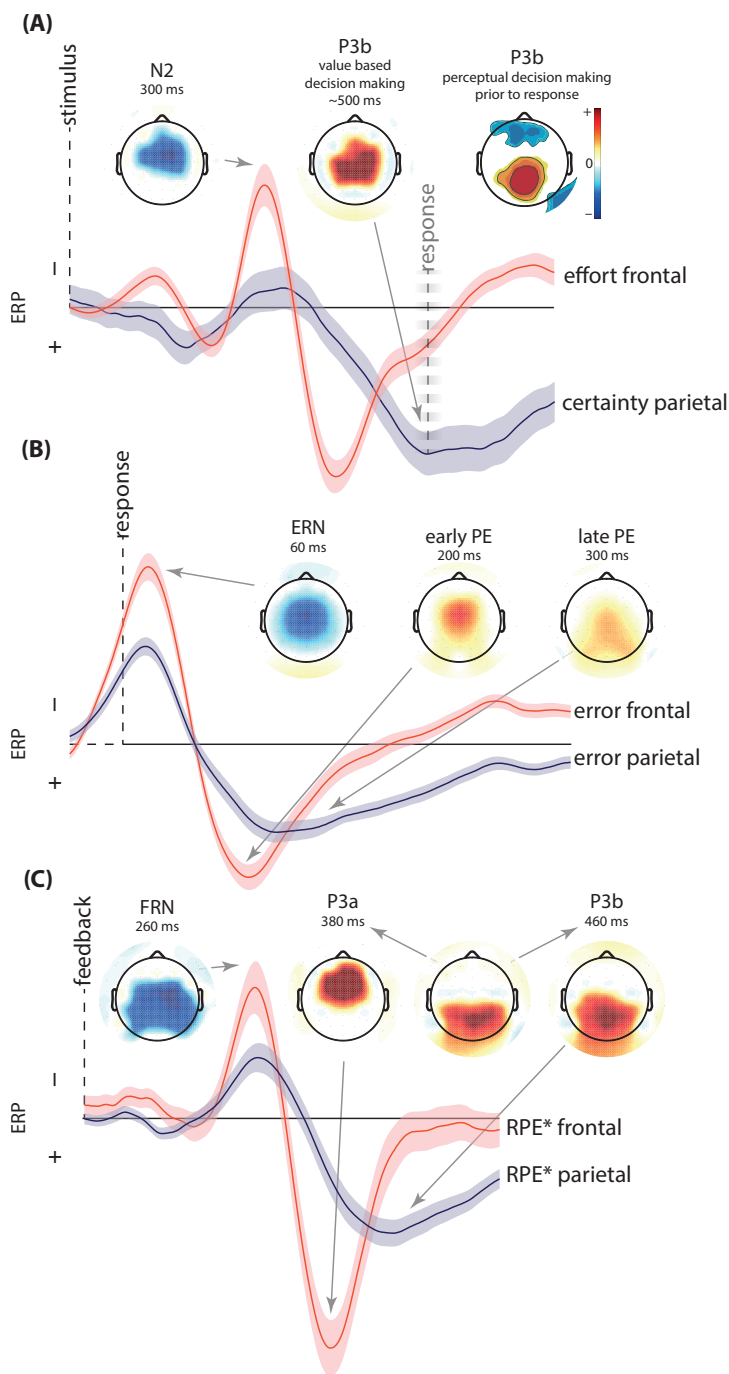 (A)
stimulus
N2
300 ms
P3b
value based
decision making
~500 ms
P3b
perceptual decision making
prior to response
+
0
–
response
–
ERP
+
effort frontal
certainty parietal
(B)
response
ERN
60 ms
early PE
200 ms
late PE
300 ms
–
ERP
+
error frontal
error parietal
(C)
feedback
FRN
260 ms
P3a
380 ms
P3b
460 ms
–
ERP
+
RPE* frontal
RPE* parietal